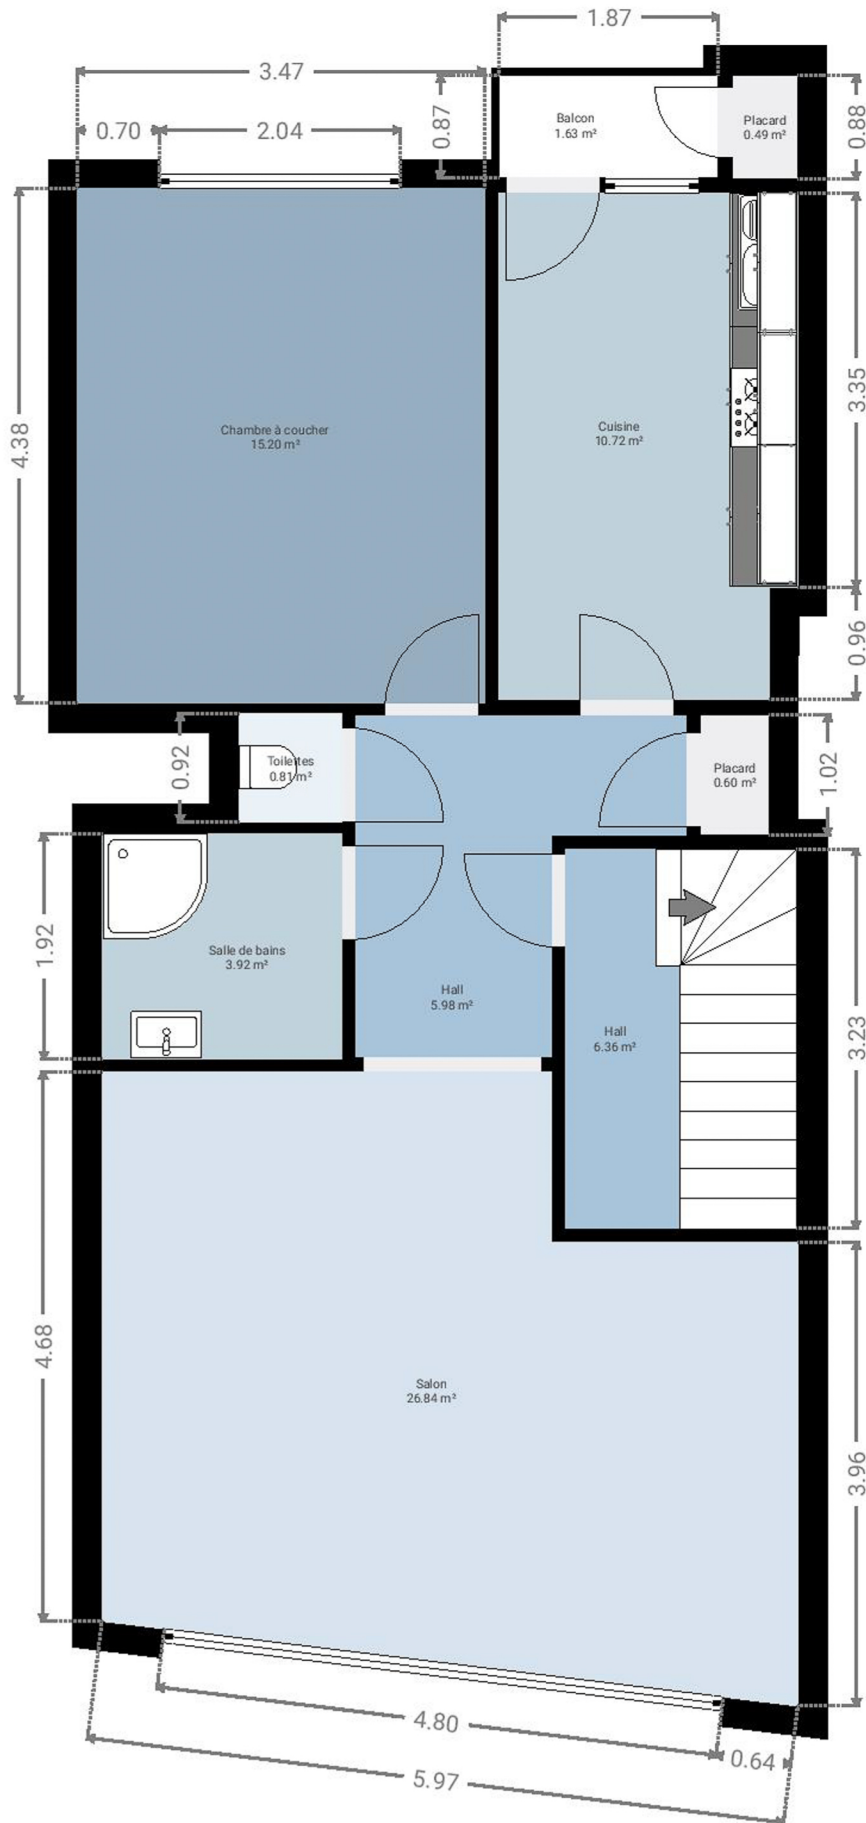 1.87
3.47
0.70
2.04
0.87
Balcon
1.63 m²
Placard
0.49 m²
0.88
4.38
Chambre à coucher
15.20 m²
Cuisine
10.72 m²
3.35
0.96
0.92
Toilettes
0.81 m²
Placard
0.60 m²
1.02
1.92
Salle de bains
3.92 m²
Hall
5.98 m²
Hall
6.36 m²
3.23
4.68
Salon
26.84 m²
3.96
4.80
0.64
5.97